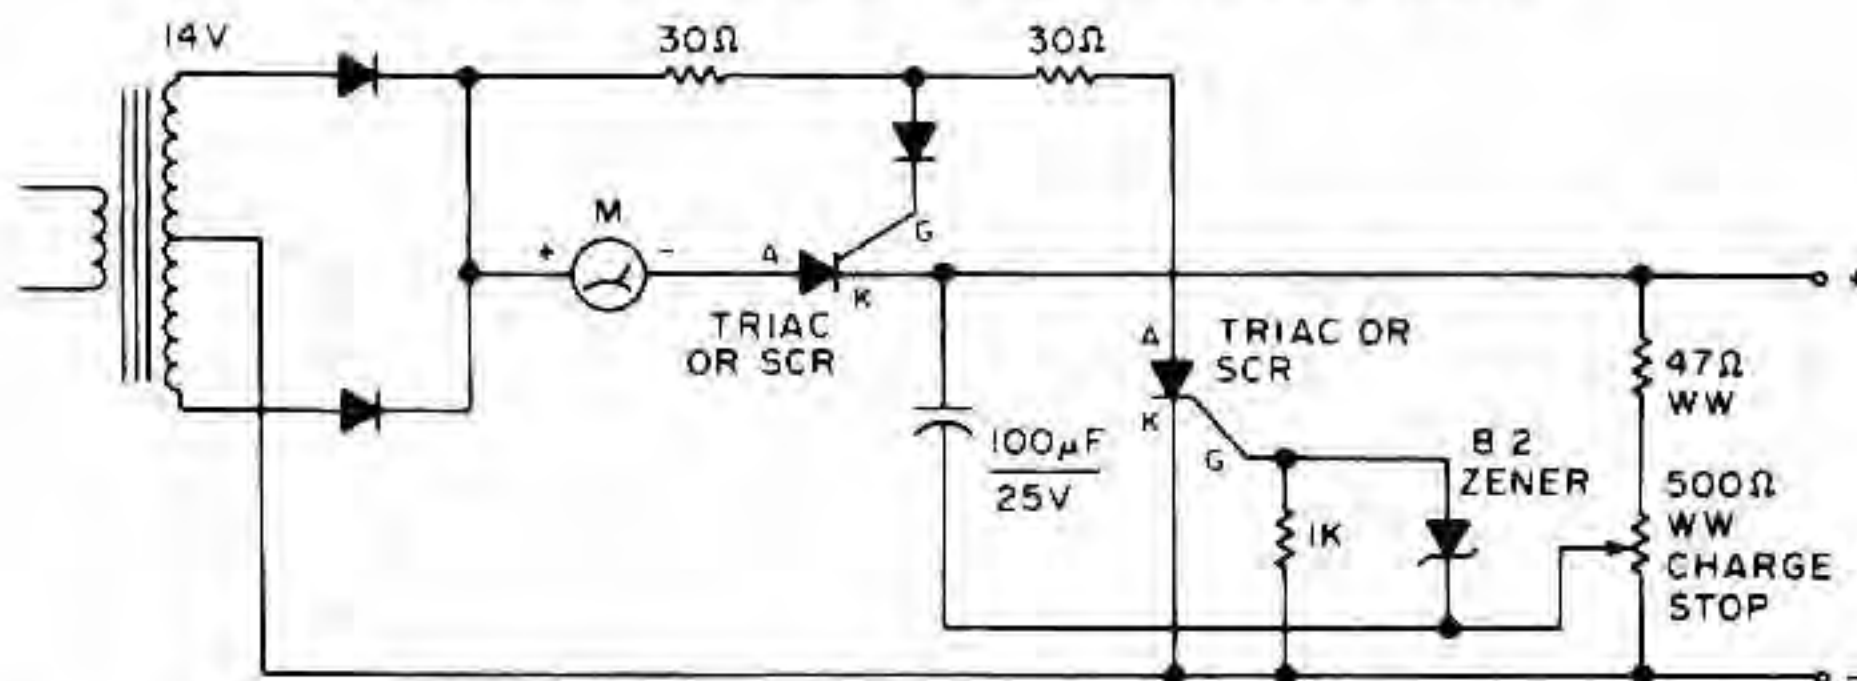 14V
30Ω
30Ω
M
+
-
A
G
K
TRIAC
OR SCR
A
TRIAC OR
SCR
K
G
100μF
25V
1K
8 2
ZENER
47Ω
WW
500Ω
WW
CHARGE
STOP
+
-